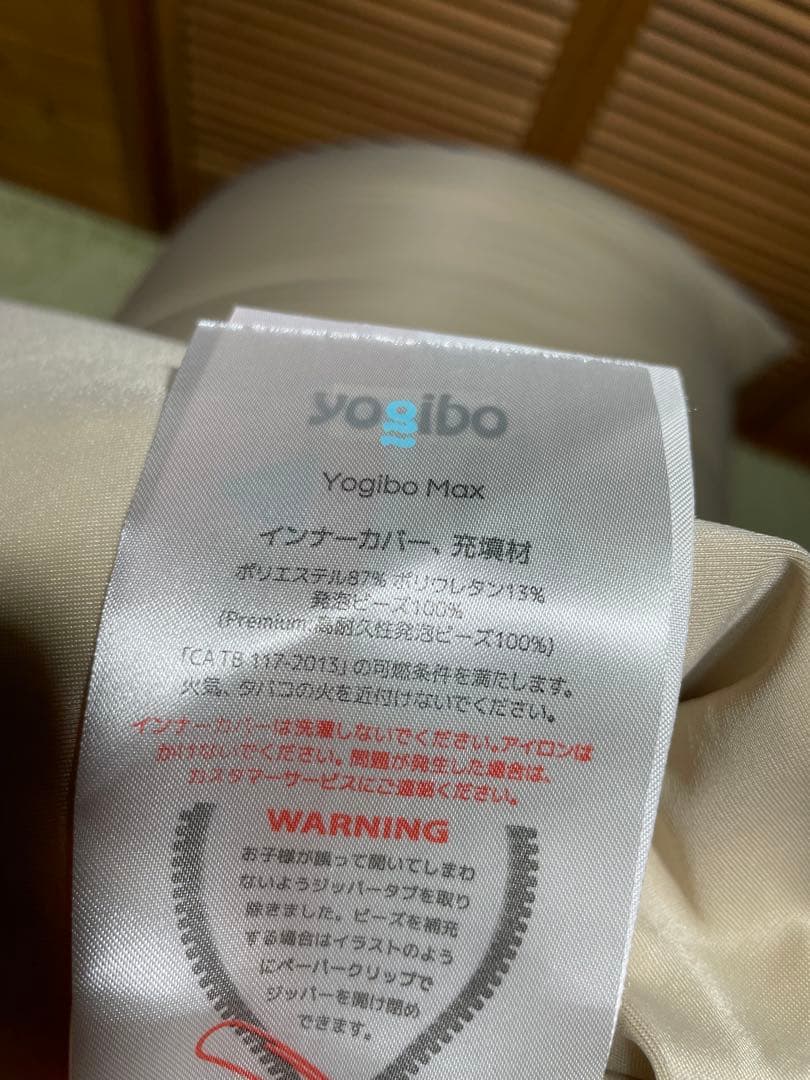 yogibo
Yogibo Max
インナーカバー、充填材
ポリエステル87% ポリウレタン13%
発泡ビーズ100%
(Premium:高耐久性発泡ビーズ100%)
「CA TB 117-2013」の可燃条件を満たします。
火気、タバコの火を近付けないでください。
インナーカバーは洗濯しないでください。アイロンは
かけないでください。問題が発生した場合は、
カスタマーサービスにご連絡ください。
WARNING
お子様が誤って開いてしまわ
ないようジッパータブを取り
除きました。ビーズを補充
する場合はイラストのよう
にペーパークリップで
ジッパーを開け閉め
できます。